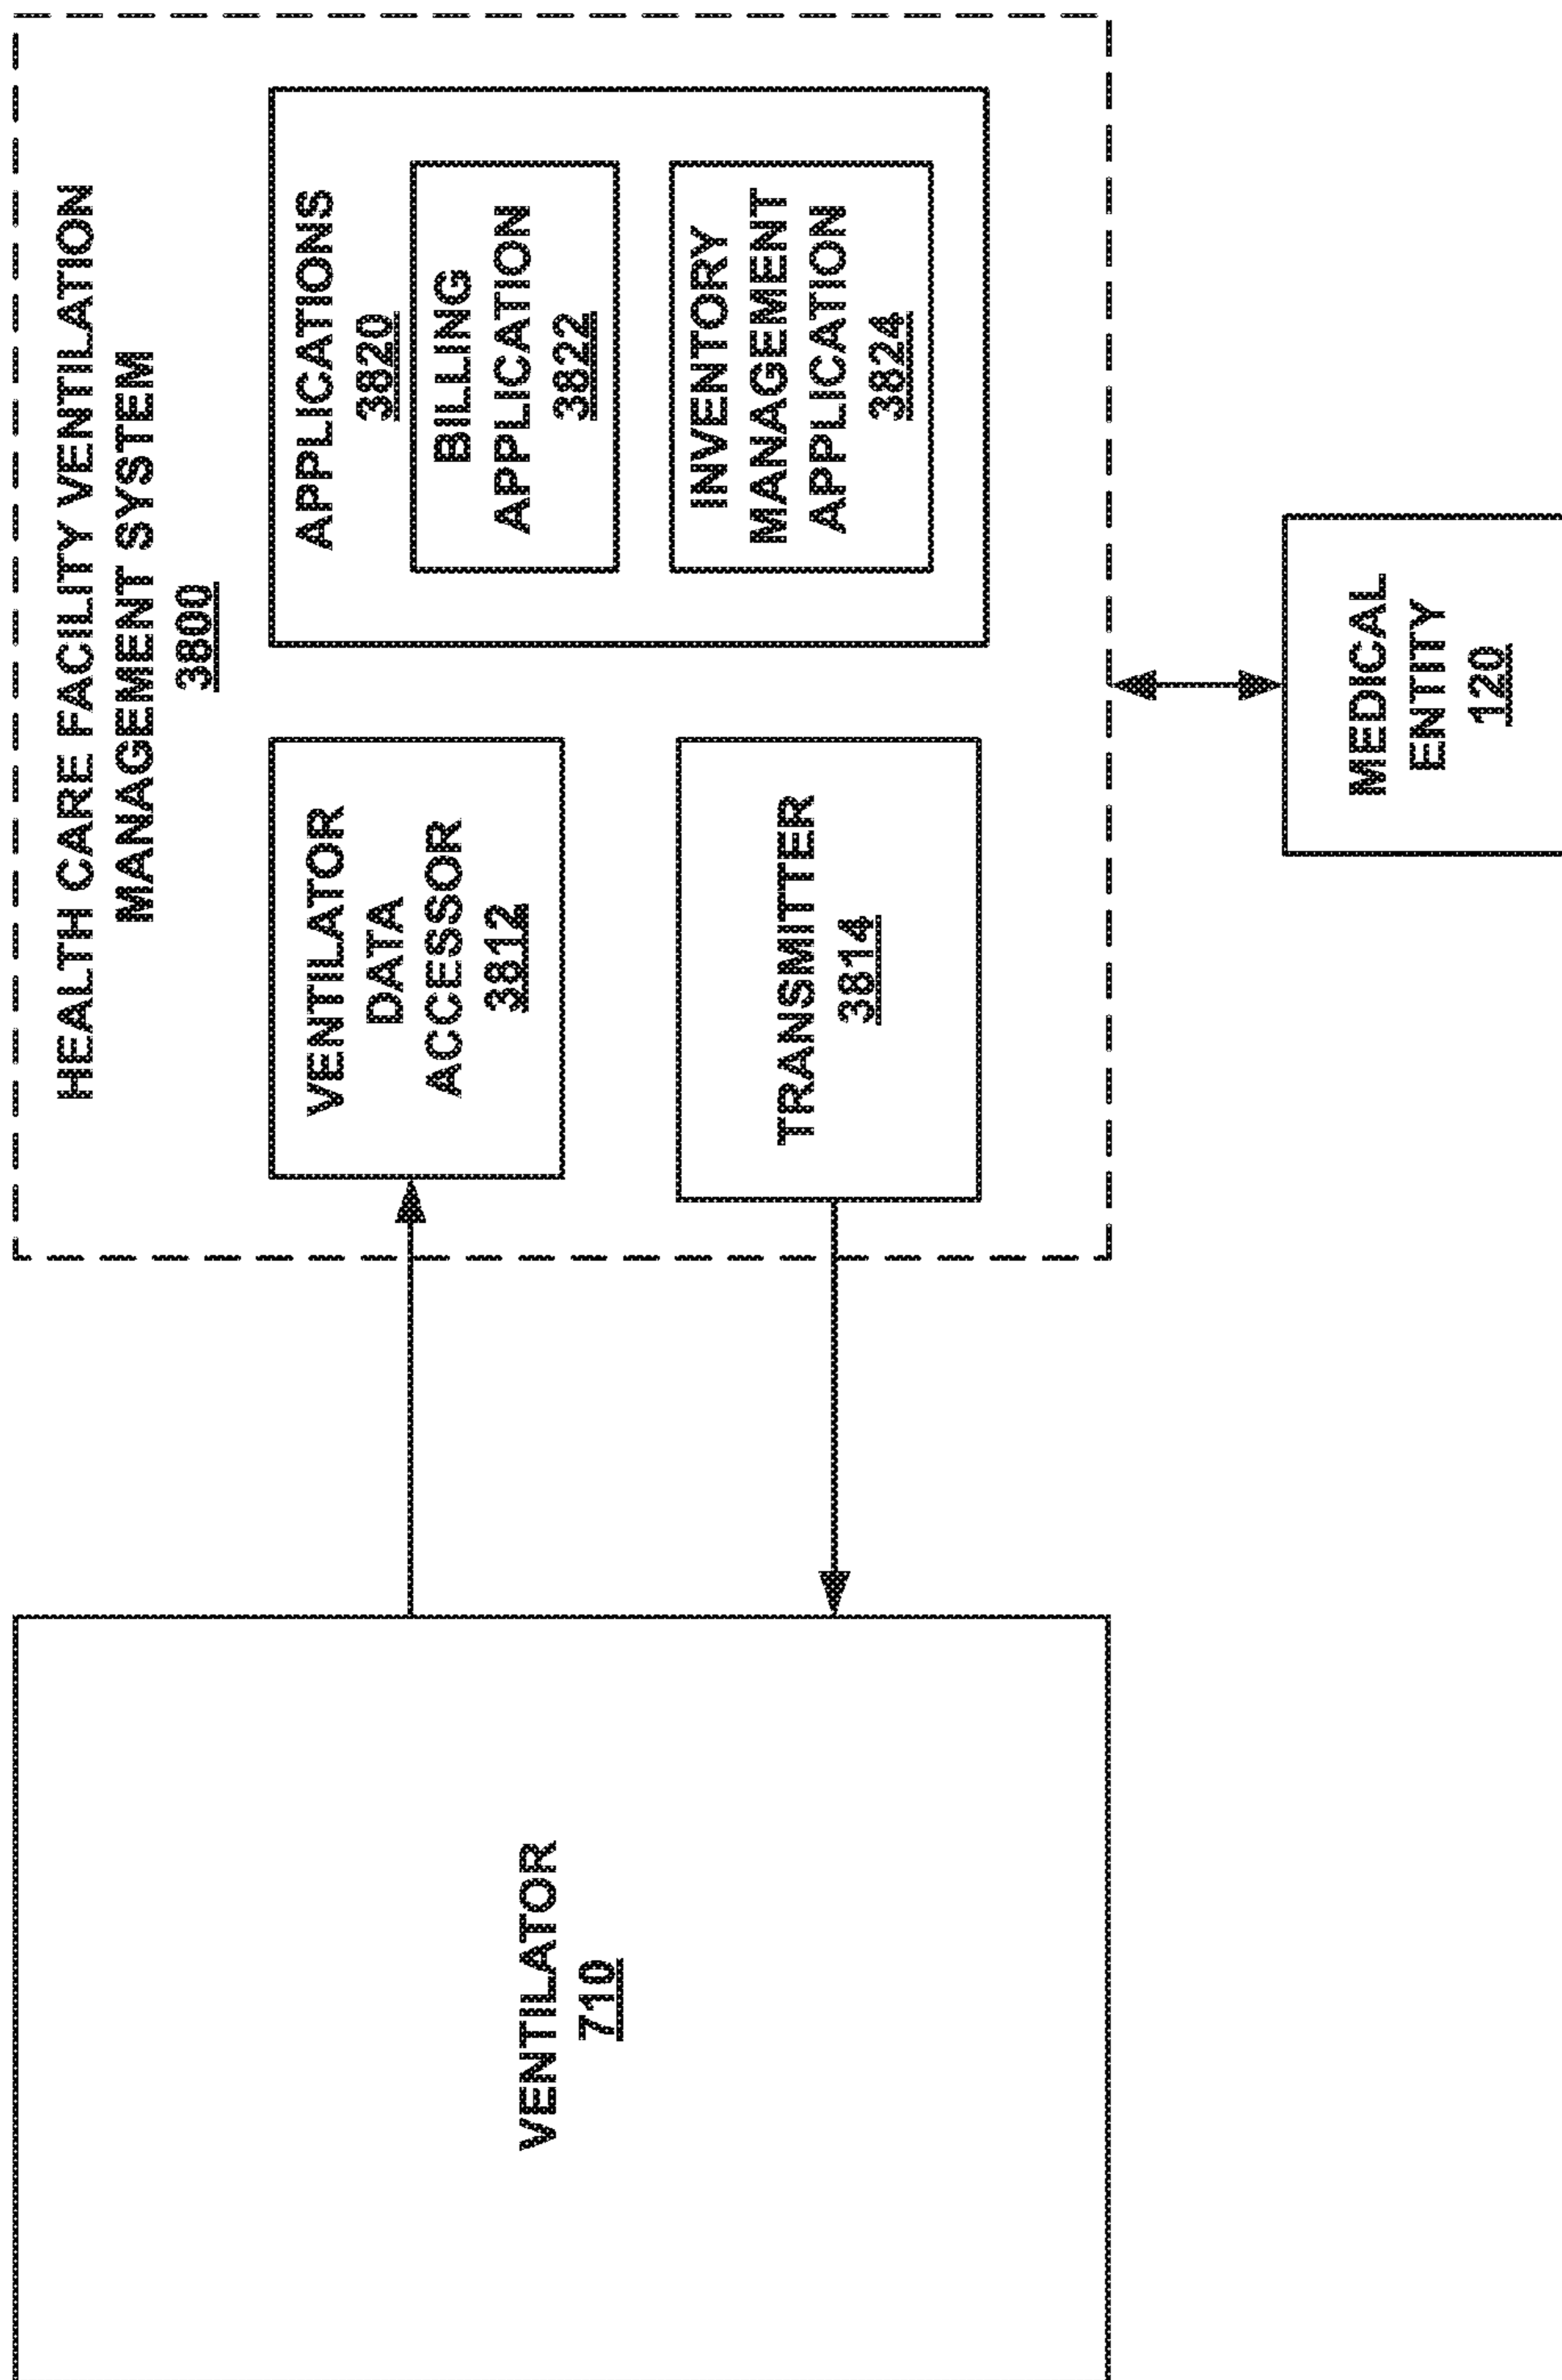 HEALTH CARE FACILITY VENTILATION
MANAGEMENT SYSTEM
3800
VENTILATOR
710
VENTILATOR
DATA
ACCESSOR
3812
TRANSMITTER
3814
APPLICATIONS
3820
BILLING
APPLICATION
3822
INVENTORY
MANAGEMENT
APPLICATION
3824
MEDICAL
ENTITY
120